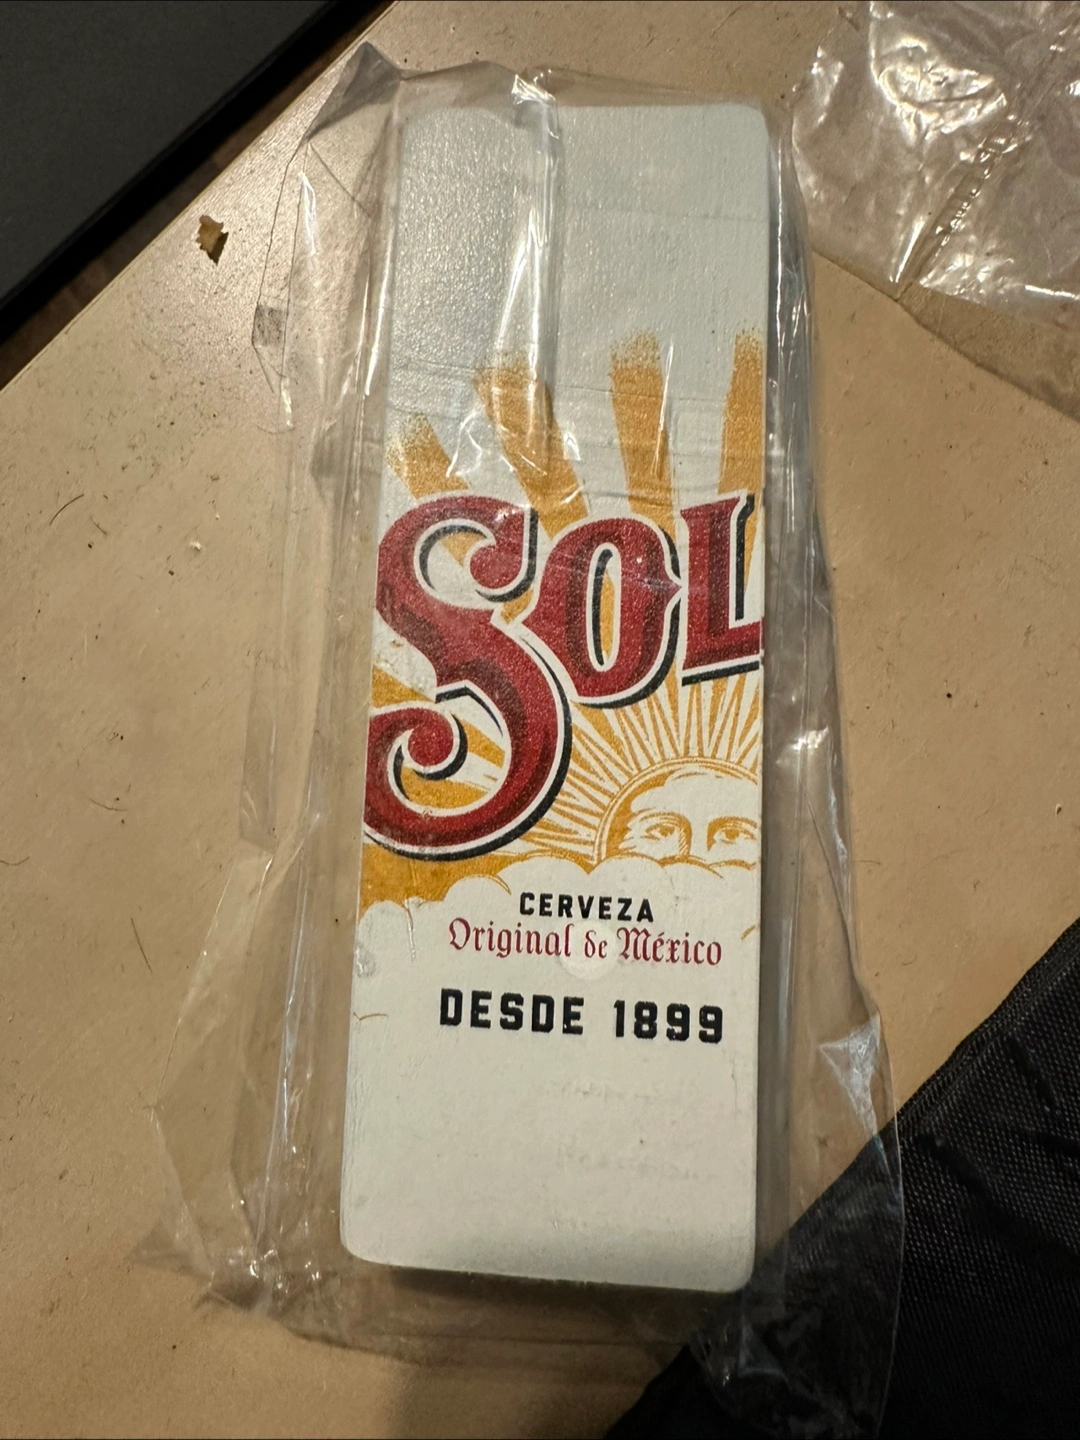 SOL
CERVEZA
Original de México
DESDE 1899